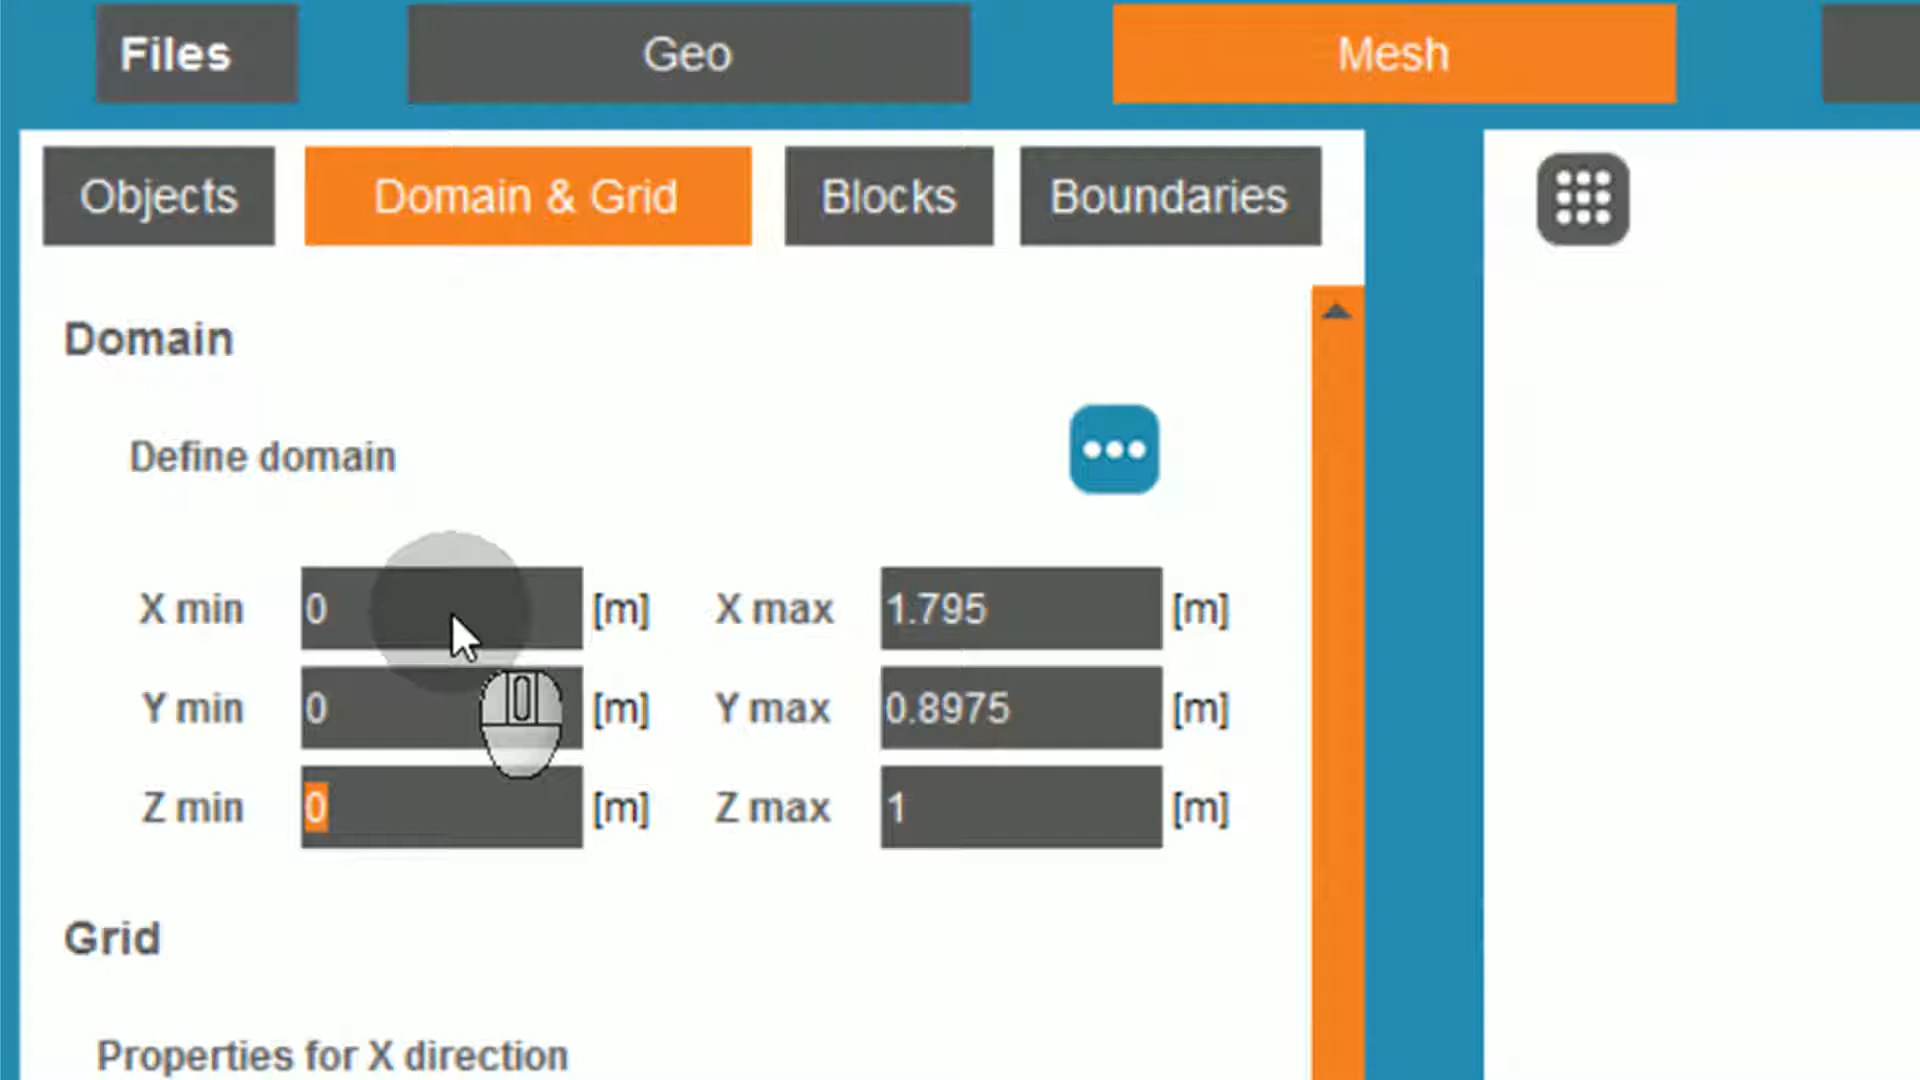 Files Geo Mesh
Objects Domain & Grid Blocks Boundaries
Domain
Define domain
X min 0 [m] X max 1.795 [m]
Y min 0 [m] Y max 0.8975 [m]
Z min 0 [m] Z max 1 [m]
Grid
Properties for X direction